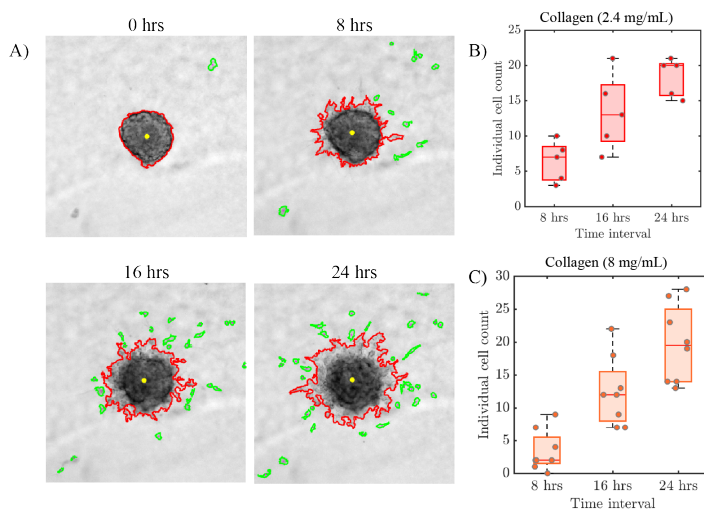 A)
0 hrs
8 hrs
16 hrs
24 hrs
B)
Collagen (2.4 mg/mL)
Individual cell count
25
20
15
10
5
0
8 hrs
16 hrs
24 hrs
Time interval
C)
Collagen (8 mg/mL)
Individual cell count
30
25
20
15
10
5
0
8 hrs
16 hrs
24 hrs
Time interval